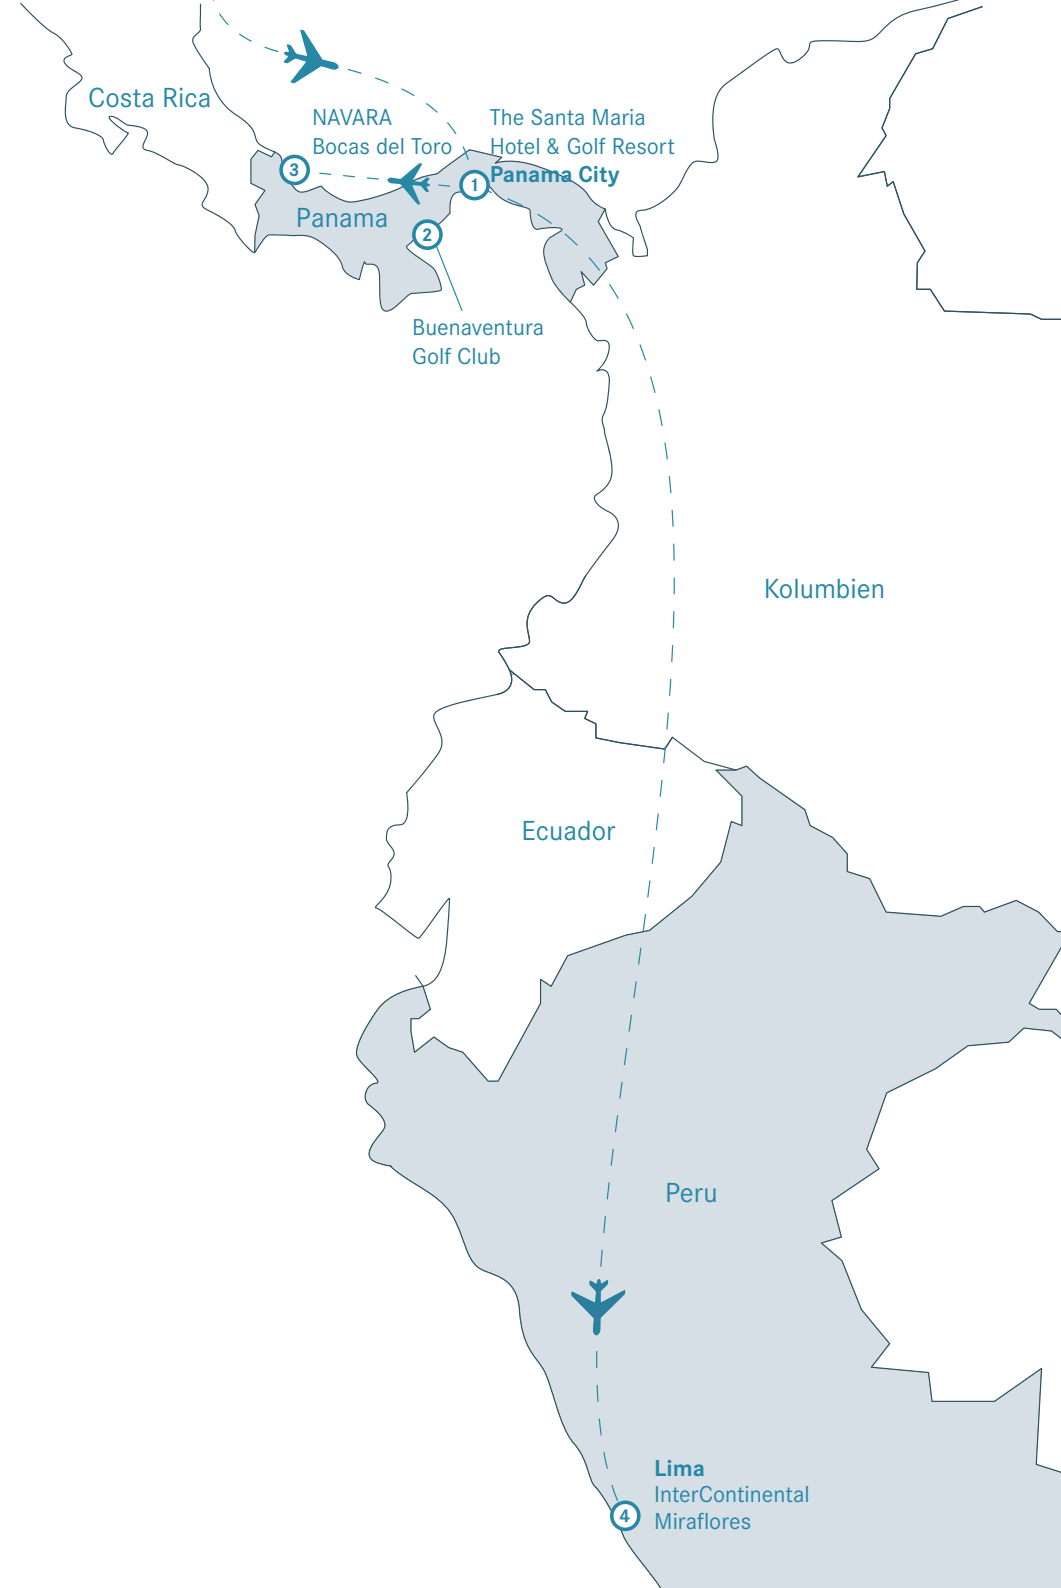 Costa Rica
NAVARA
Bocas del Toro
The Santa Maria
Hotel & Golf Resort
Panama City
3
1
Panama
2
Buenaventura
Golf Club
Kolumbien
Ecuador
Peru
Lima
InterContinental
Miraflores
4